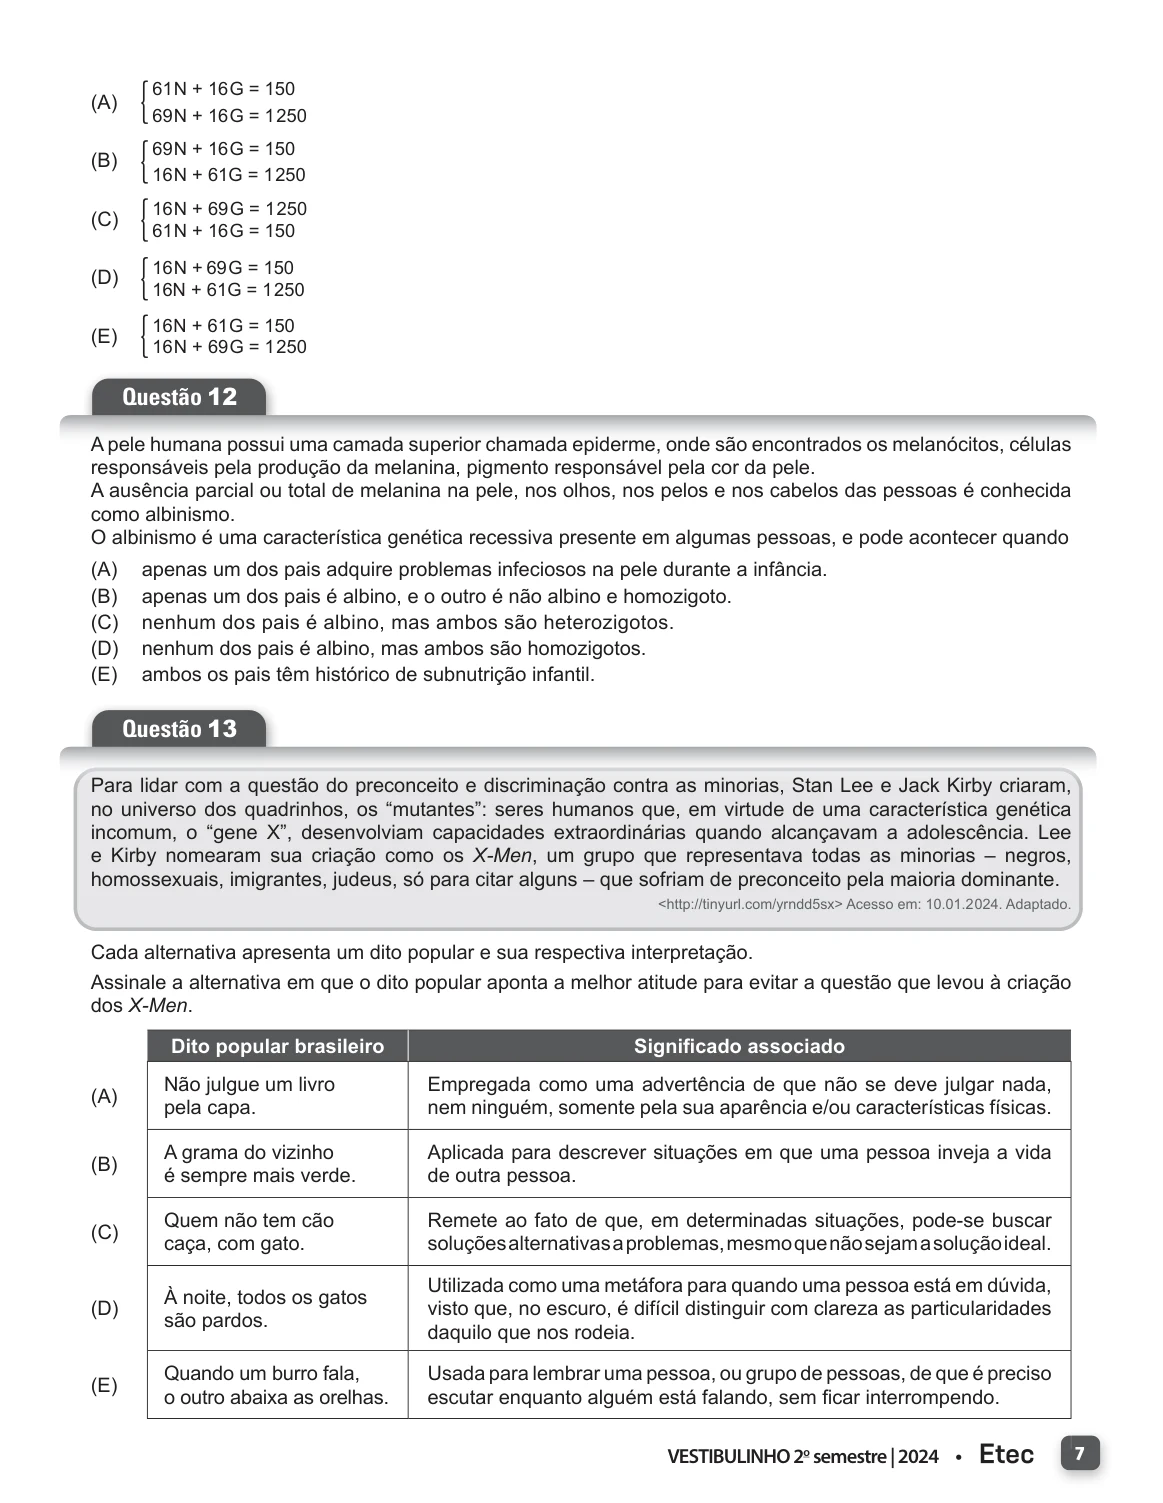 (A) 61N + 16G = 150
69N + 16G = 1250
(B) 69N + 16G = 150
16N + 61G = 1250
(C) 16N + 69G = 1250
61N + 16G = 150
(D) 16N + 69G = 150
16N + 61G = 1250
(E) 16N + 61G = 150
16N + 69G = 1250
Questão 12
A pele humana possui uma camada superior chamada epiderme, onde são encontrados os melanócitos, células
responsáveis pela produção da melanina, pigmento responsável pela cor da pele.
A ausência parcial ou total de melanina na pele, nos olhos, nos pelos e nos cabelos das pessoas é conhecida
como albinismo.
O albinismo é uma característica genética recessiva presente em algumas pessoas, e pode acontecer quando
(A) apenas um dos pais adquire problemas infeciosos na pele durante a infância.
(B) apenas um dos pais é albino, e o outro é não albino e homozigoto.
(C) nenhum dos pais é albino, mas ambos são heterozigotos.
(D) nenhum dos pais é albino, mas ambos são homozigotos.
(E) ambos os pais têm histórico de subnutrição infantil.
Questão 13
Para lidar com a questão do preconceito e discriminação contra as minorias, Stan Lee e Jack Kirby criaram,
no universo dos quadrinhos, os “mutantes”: seres humanos que, em virtude de uma característica genética
incomum, o “gene X”, desenvolviam capacidades extraordinárias quando alcançavam a adolescência. Lee
e Kirby nomearam sua criação como os X-Men, um grupo que representava todas as minorias – negros,
homossexuais, imigrantes, judeus, só para citar alguns – que sofriam de preconceito pela maioria dominante.
<http://tinyurl.com/yrndd5sx> Acesso em: 10.01.2024. Adaptado.
Cada alternativa apresenta um dito popular e sua respectiva interpretação.
Assinale a alternativa em que o dito popular aponta a melhor atitude para evitar a questão que levou à criação
dos X-Men.
Dito popular brasileiro Significado associado
(A) Não julgue um livro
pela capa.
Empregada como uma advertência de que não se deve julgar nada,
nem ninguém, somente pela sua aparência e/ou características físicas.
(B) A grama do vizinho
é sempre mais verde.
Aplicada para descrever situações em que uma pessoa inveja a vida
de outra pessoa.
(C) Quem não tem cão
caça, com gato.
Remete ao fato de que, em determinadas situações, pode-se buscar
soluções alternativas a problemas, mesmo que não sejam a solução ideal.
(D) À noite, todos os gatos
são pardos.
Utilizada como uma metáfora para quando uma pessoa está em dúvida,
visto que, no escuro, é difícil distinguir com clareza as particularidades
daquilo que nos rodeia.
(E) Quando um burro fala,
o outro abaixa as orelhas.
Usada para lembrar uma pessoa, ou grupo de pessoas, de que é preciso
escutar enquanto alguém está falando, sem ficar interrompendo.
VESTIBULINHO 2º semestre | 2024 • Etec 7